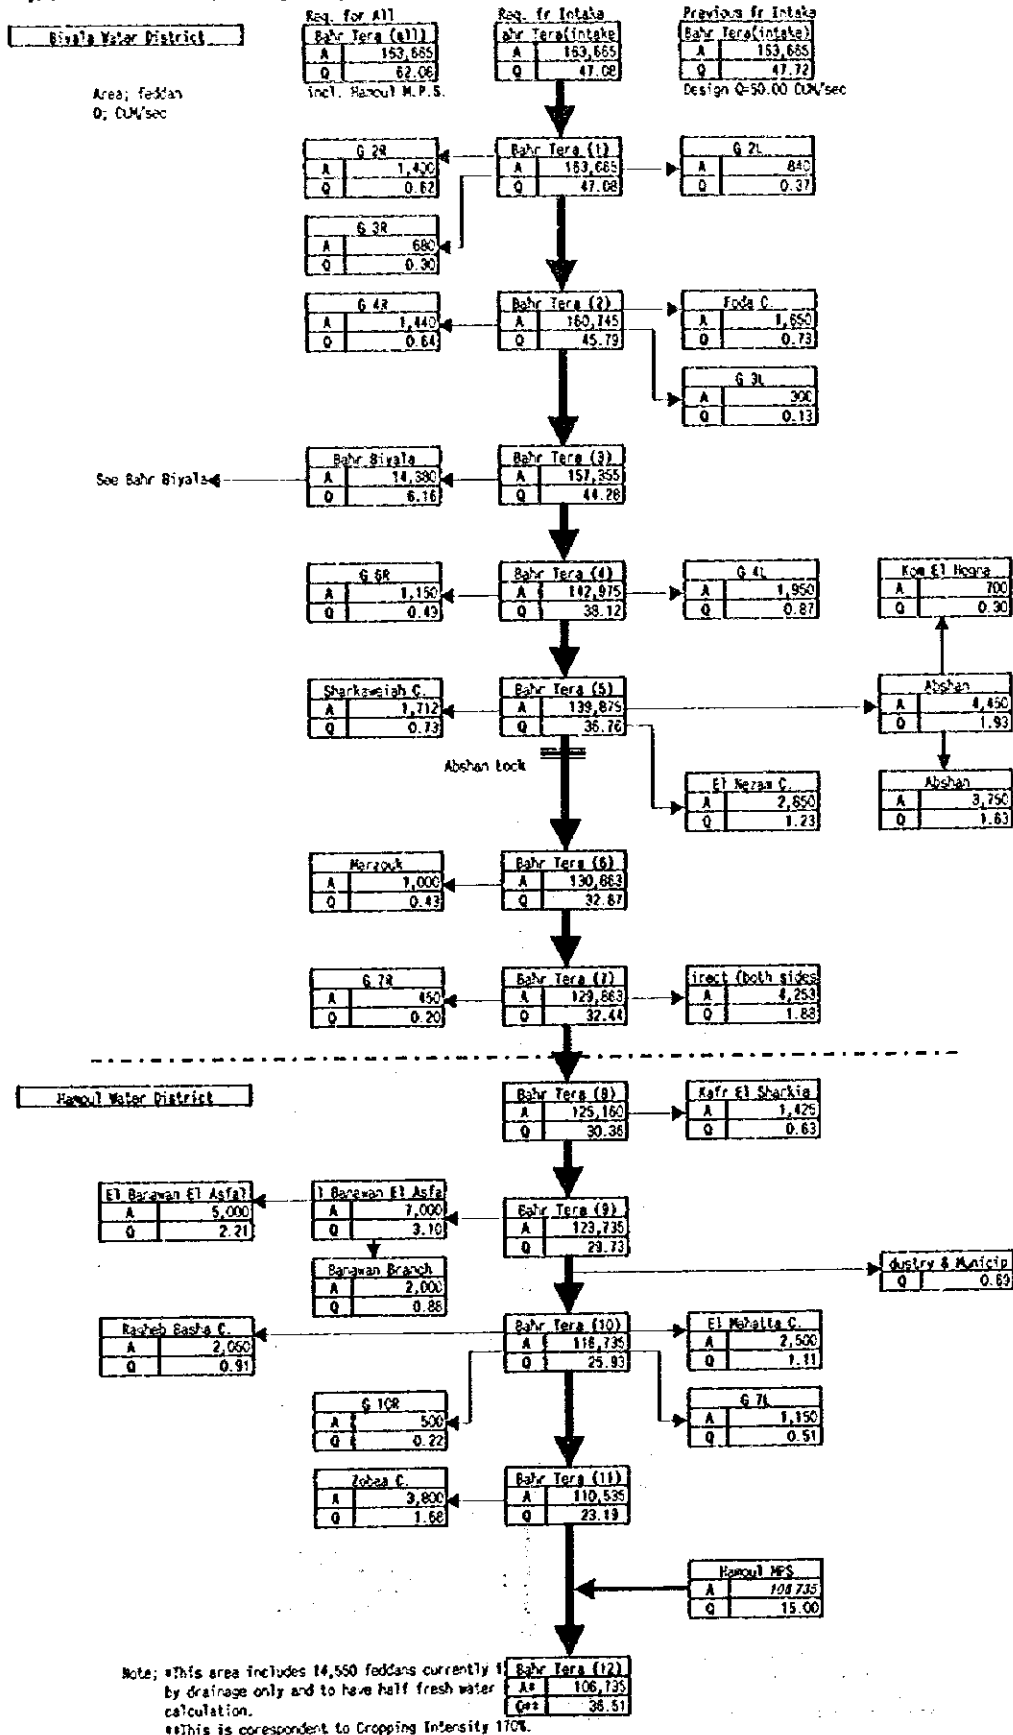 Biyala Water District
Area; feddan
Q; CUM/sec
Req. for All
Bahr Tera (all)
A 163,665
Q 62.08
incl. Hamoul M.P.S.
Req. fr Intake
ahr Tera(intake
A 163,665
Q 47.08
Previous fr Intake
Bahr Tera(intake)
A 163,665
Q 47.72
Design Q=50.00 CUM/sec
G 2R
A 1,400
Q 0.62
Bahr Tera (1)
A 163,665
Q 47.08
G 2L
A 840
Q 0.37
G 3R
A 680
Q 0.30
G 4R
A 1,440
Q 0.64
Bahr Tera (2)
A 160,745
Q 45.79
Foda C.
A 1,650
Q 0.73
G 3L
A 300
Q 0.13
See Bahr Biyala
Bahr Biyala
A 14,380
Q 6.16
Bahr Tera (3)
A 157,355
Q 44.28
G 6R
A 1,150
Q 0.49
Bahr Tera (4)
A 142,975
Q 38.12
G 4L
A 1,950
Q 0.87
Kom El Hogna
A 700
Q 0.30
Sharkaweiah C.
A 1,712
Q 0.73
Bahr Tera (5)
A 139,875
Q 36.76
Abshan
A 4,450
Q 1.93
Abshan Lock
El Nezam C.
A 2,850
Q 1.23
Abshan
A 3,750
Q 1.63
Marzouk
A 1,000
Q 0.43
Bahr Tera (6)
A 130,863
Q 32.87
G 7R
A 450
Q 0.20
Bahr Tera (7)
A 129,863
Q 32.44
irect (both sides
A 4,253
Q 1.88
Hamoul Water District
Bahr Tera (8)
A 125,160
Q 30.36
Kafr El Sharkia
A 1,425
Q 0.63
El Banawan El Asfal
A 5,000
Q 2.21
l Banawan El Asfa
A 7,000
Q 3.10
Bahr Tera (9)
A 123,735
Q 29.73
Banawan Branch
A 2,000
Q 0.88
dustry & Municip
Q 0.69
Ragheb Basha C.
A 2,050
Q 0.91
Bahr Tera (10)
A 116,735
Q 25.93
El Mahatta C.
A 2,500
Q 1.11
G 10R
A 500
Q 0.22
G 7L
A 1,150
Q 0.51
Zobaa C.
A 3,800
Q 1.68
Bahr Tera (11)
A 110,535
Q 23.19
Hamoul MPS
A 106 735
Q 15.00
Note; *This area includes 14,550 feddans currently i
by drainage only and to have half fresh water
calculation.
**This is corespondent to Cropping Intensity 170%.
Bahr Tera (12)
A* 106,735
Q** 36.51